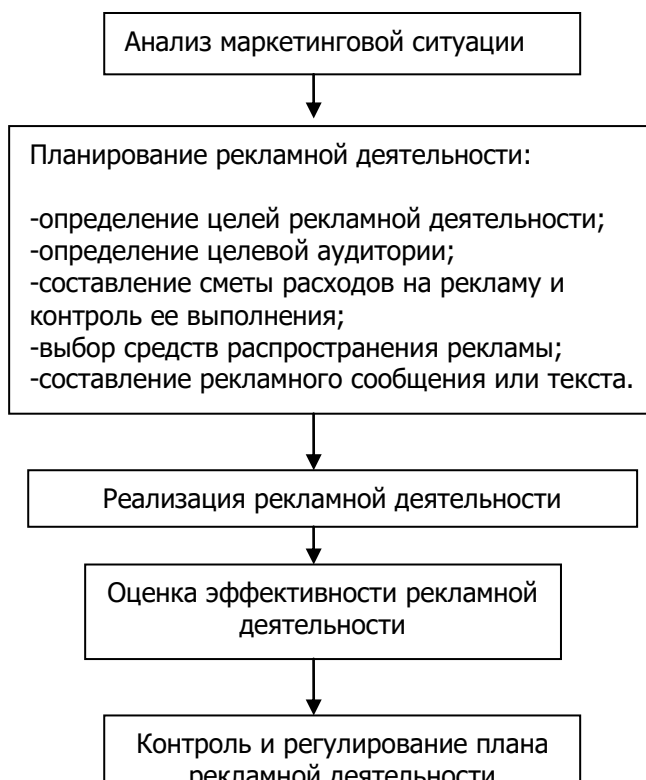 Анализ маркетинговой ситуации
Планирование рекламной деятельности:
-определение целей рекламной деятельности;
-определение целевой аудитории;
-составление сметы расходов на рекламу и
контроль ее выполнения;
-выбор средств распространения рекламы;
-составление рекламного сообщения или текста.
Реализация рекламной деятельности
Оценка эффективности рекламной
деятельности
Контроль и регулирование плана
рекламной деятельности